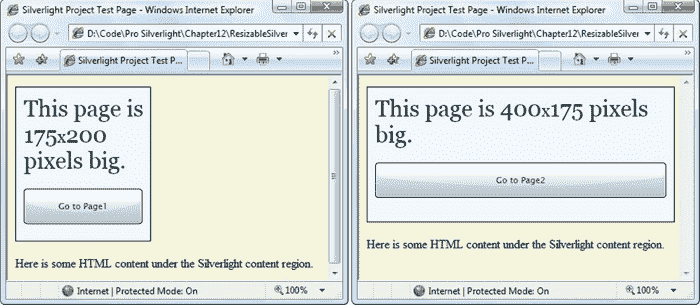 Silverlight Project Test Page - Windows Internet Explorer
D:\Code\Pro Silverlight\Chapter12\ResizableSilver
Silverlight Project Test P...
This page is
175x200
pixels big.
Go to Page1
Here is some HTML content under the Silverlight content region.
Internet | Protected Mode: On
100%
Silverlight Project Test Page - Windows Internet Explorer
D:\Code\Pro Silverlight\Chapter12\ResizableSilver
Silverlight Project Test P...
This page is 400x175 pixels
big.
Go to Page2
Here is some HTML content under the Silverlight content region.
Internet | Protected Mode: On
100%